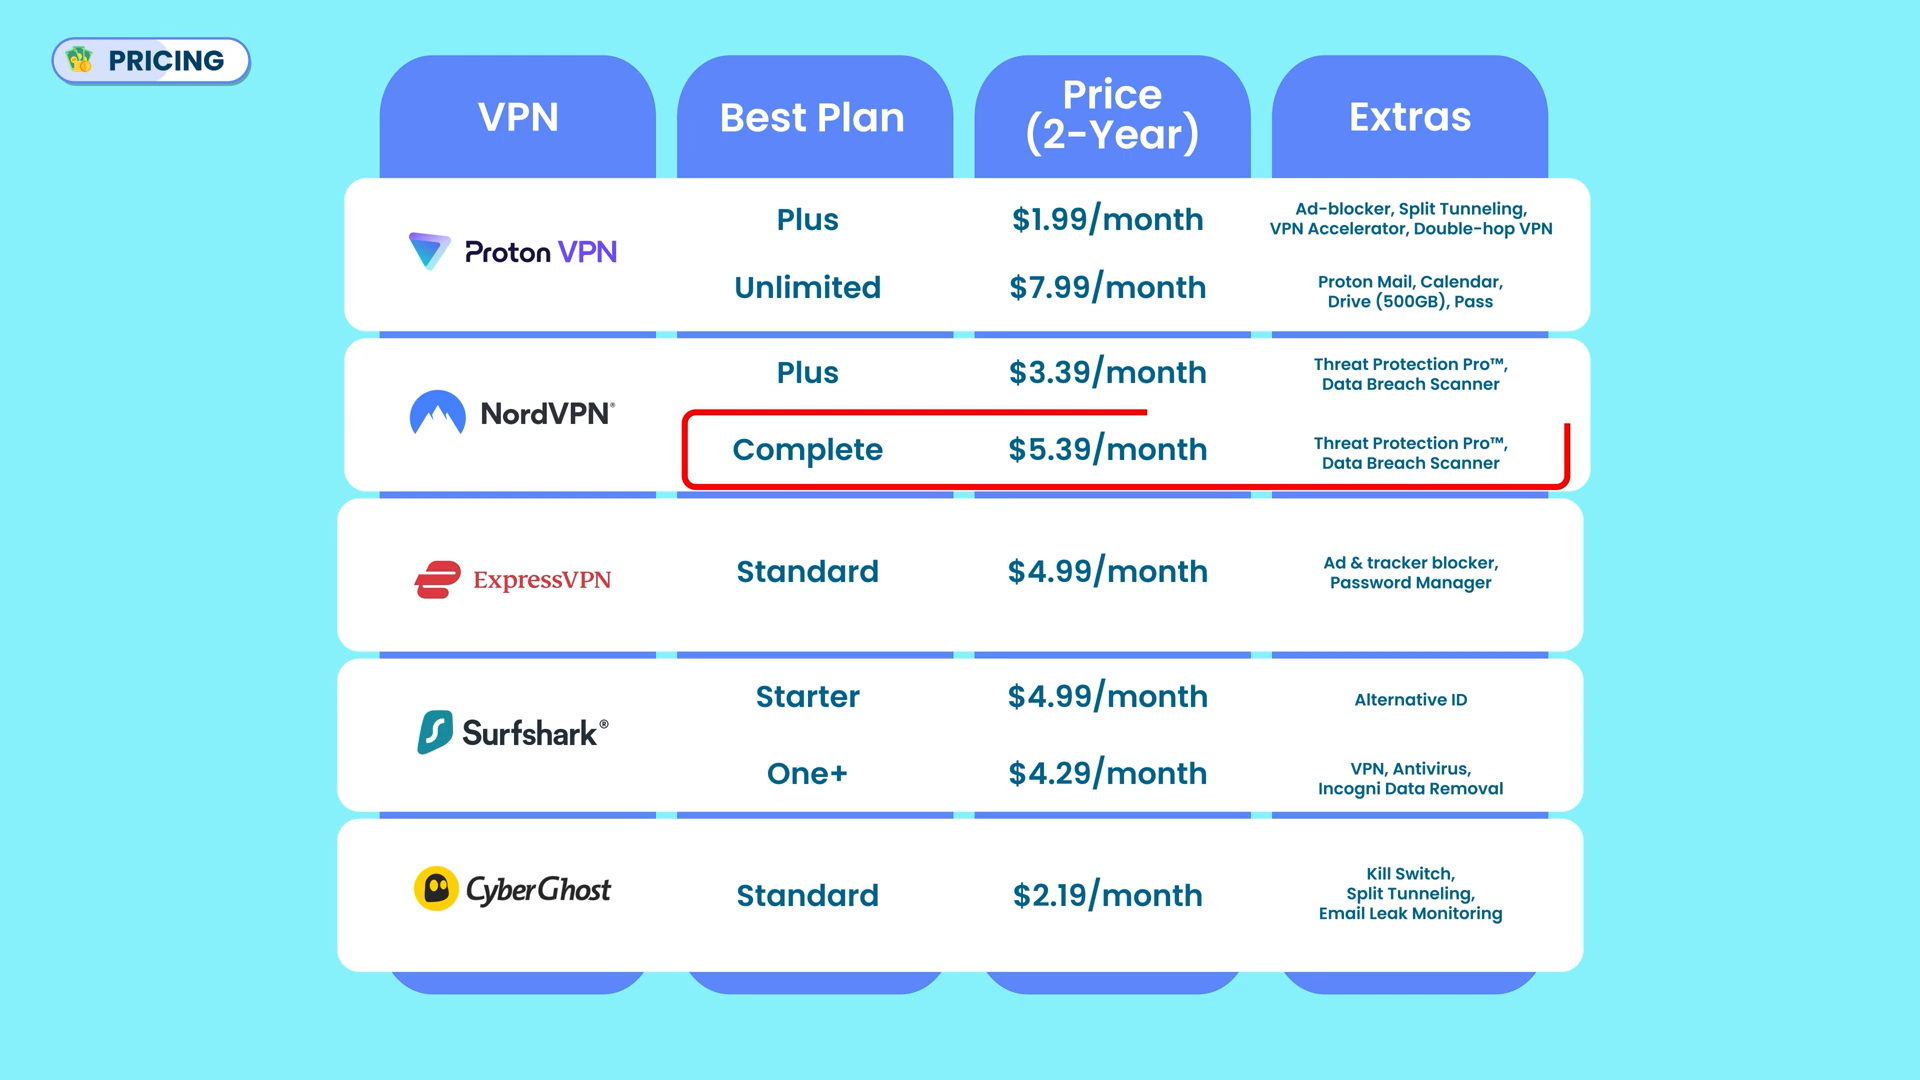 PRICING
VPN
Best Plan
Price
(2-Year)
Extras
Proton VPN
Plus
$1.99/month
Ad-blocker, Split Tunneling,
VPN Accelerator, Double-hop VPN
Unlimited
$7.99/month
Proton Mail, Calendar,
Drive (500GB), Pass
NordVPN®
Plus
$3.39/month
Threat Protection Pro™,
Data Breach Scanner
Complete
$5.39/month
Threat Protection Pro™,
Data Breach Scanner
ExpressVPN
Standard
$4.99/month
Ad & tracker blocker,
Password Manager
Surfshark®
Starter
$4.99/month
Alternative ID
One+
$4.29/month
VPN, Antivirus,
Incogni Data Removal
CyberGhost
Standard
$2.19/month
Kill Switch,
Split Tunneling,
Email Leak Monitoring